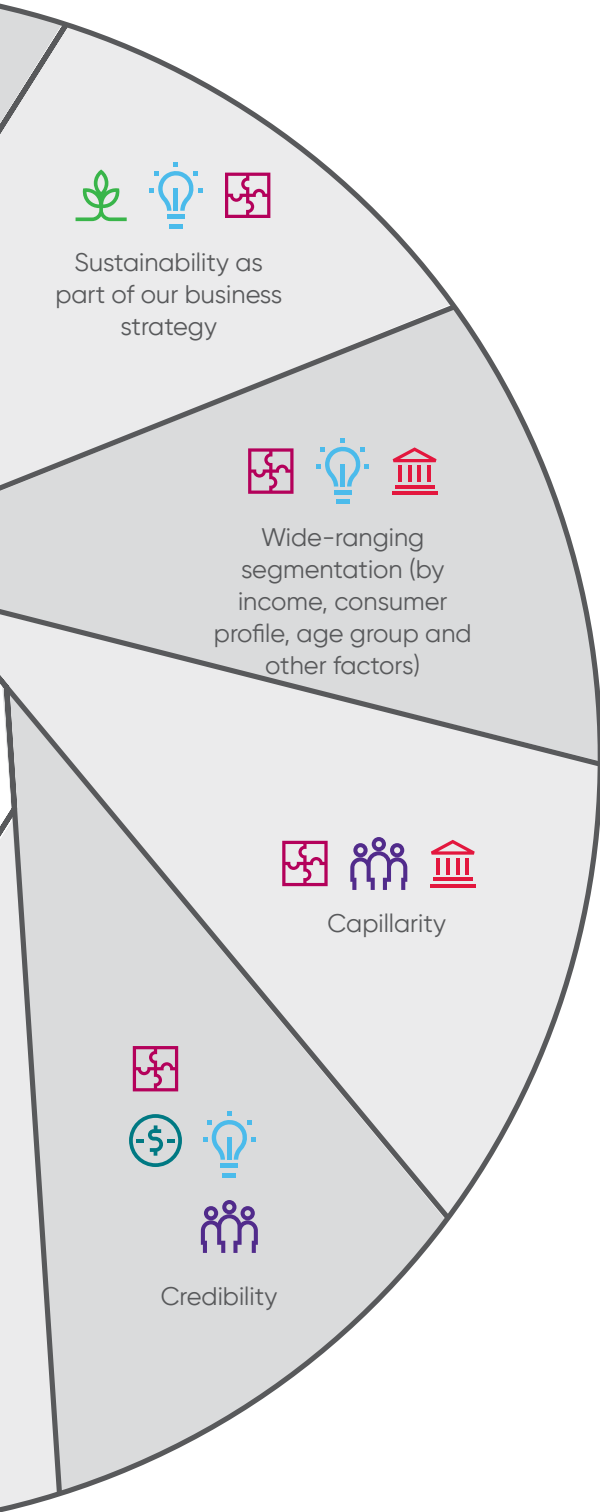 Sustainability as
part of our business
strategy
Wide-ranging
segmentation (by
income, consumer
profile, age group and
other factors)
Capillarity
Credibility